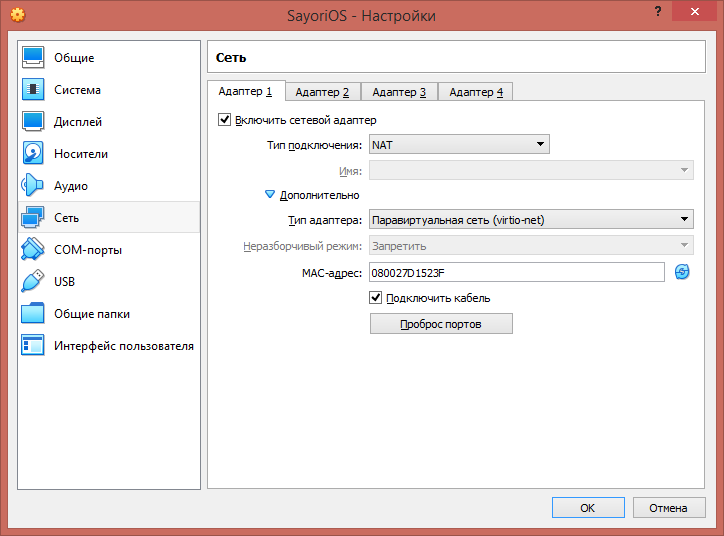 SayoriOS - Настройки
?
Общие
Система
Дисплей
Носители
Аудио
Сеть
COM-порты
USB
Общие папки
Интерфейс пользователя
Сеть
Адаптер 1 Адаптер 2 Адаптер 3 Адаптер 4
Включить сетевой адаптер
Тип подключения: NAT
Имя:
Дополнительно
Тип адаптера: Паравиртуальная сеть (virtio-net)
Неразборчивый режим: Запретить
MAC-адрес: 080027D1523F
Подключить кабель
Проброс портов
OK Отмена